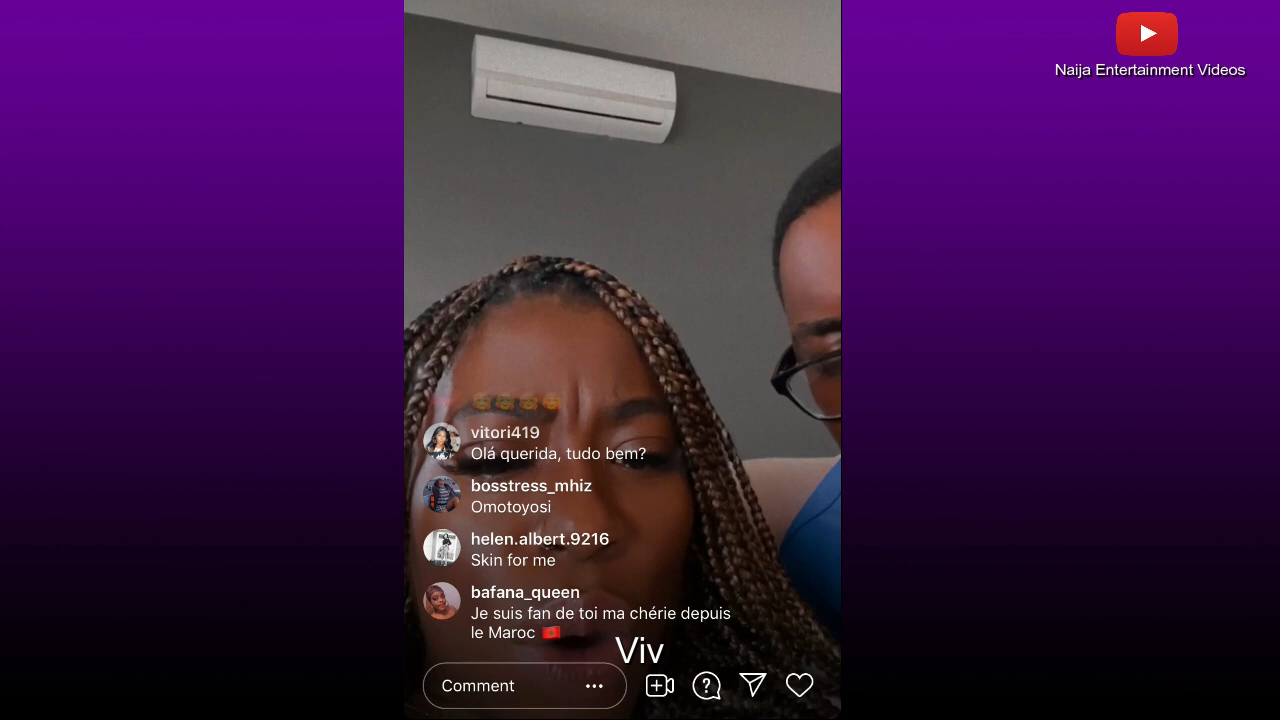 Naija Entertainment Videos
vitori419
Olá querida, tudo bem?
bosstress_mhiz
Omotoyosi
helen.albert.9216
Skin for me
bafana_queen
Je suis fan de toi ma chérie depuis
le Maroc 🇲🇦
Viv
Comment